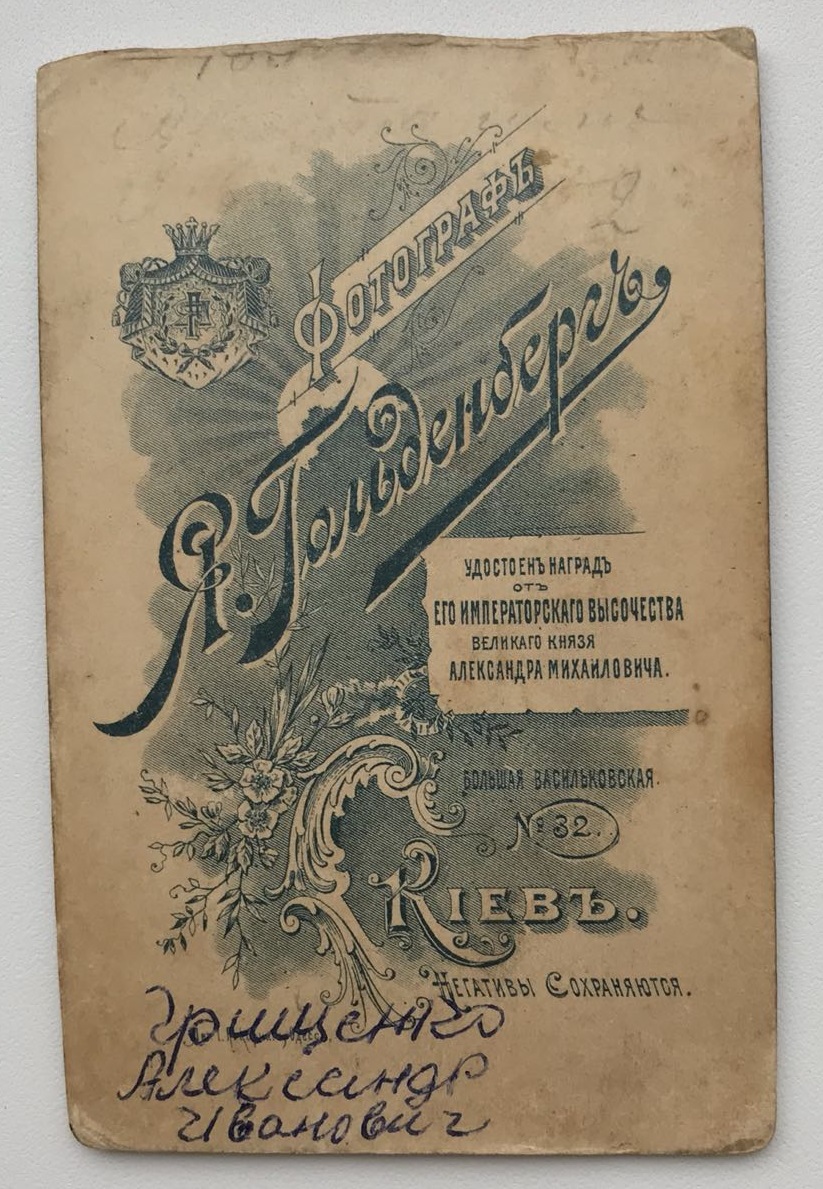 Фотографъ
Я. Гольденбергъ
УДОСТОЕНЪ НАГРАДЪ
ОТЪ
ЕГО ИМПЕРАТОРСКАГО ВЫСОЧЕСТВА
ВЕЛИКАГО КНЯЗЯ
АЛЕКСАНДРА МИХАИЛОВИЧА.
БОЛЬШАЯ ВАСИЛЬКОВСКАЯ.
№ 32.
КІЕВЪ.
НЕГАТИВЫ СОХРАНЯЮТСЯ.
Грищенко
Александр
Иванович